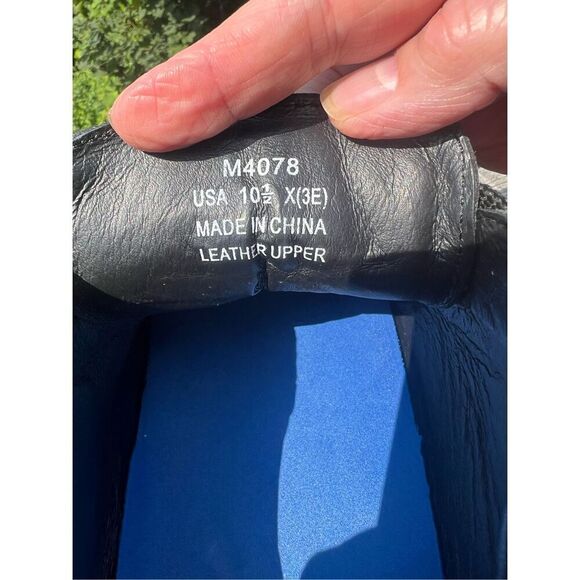 M4078
USA 10½ X(3E)
MADE IN CHINA
LEATHER UPPER